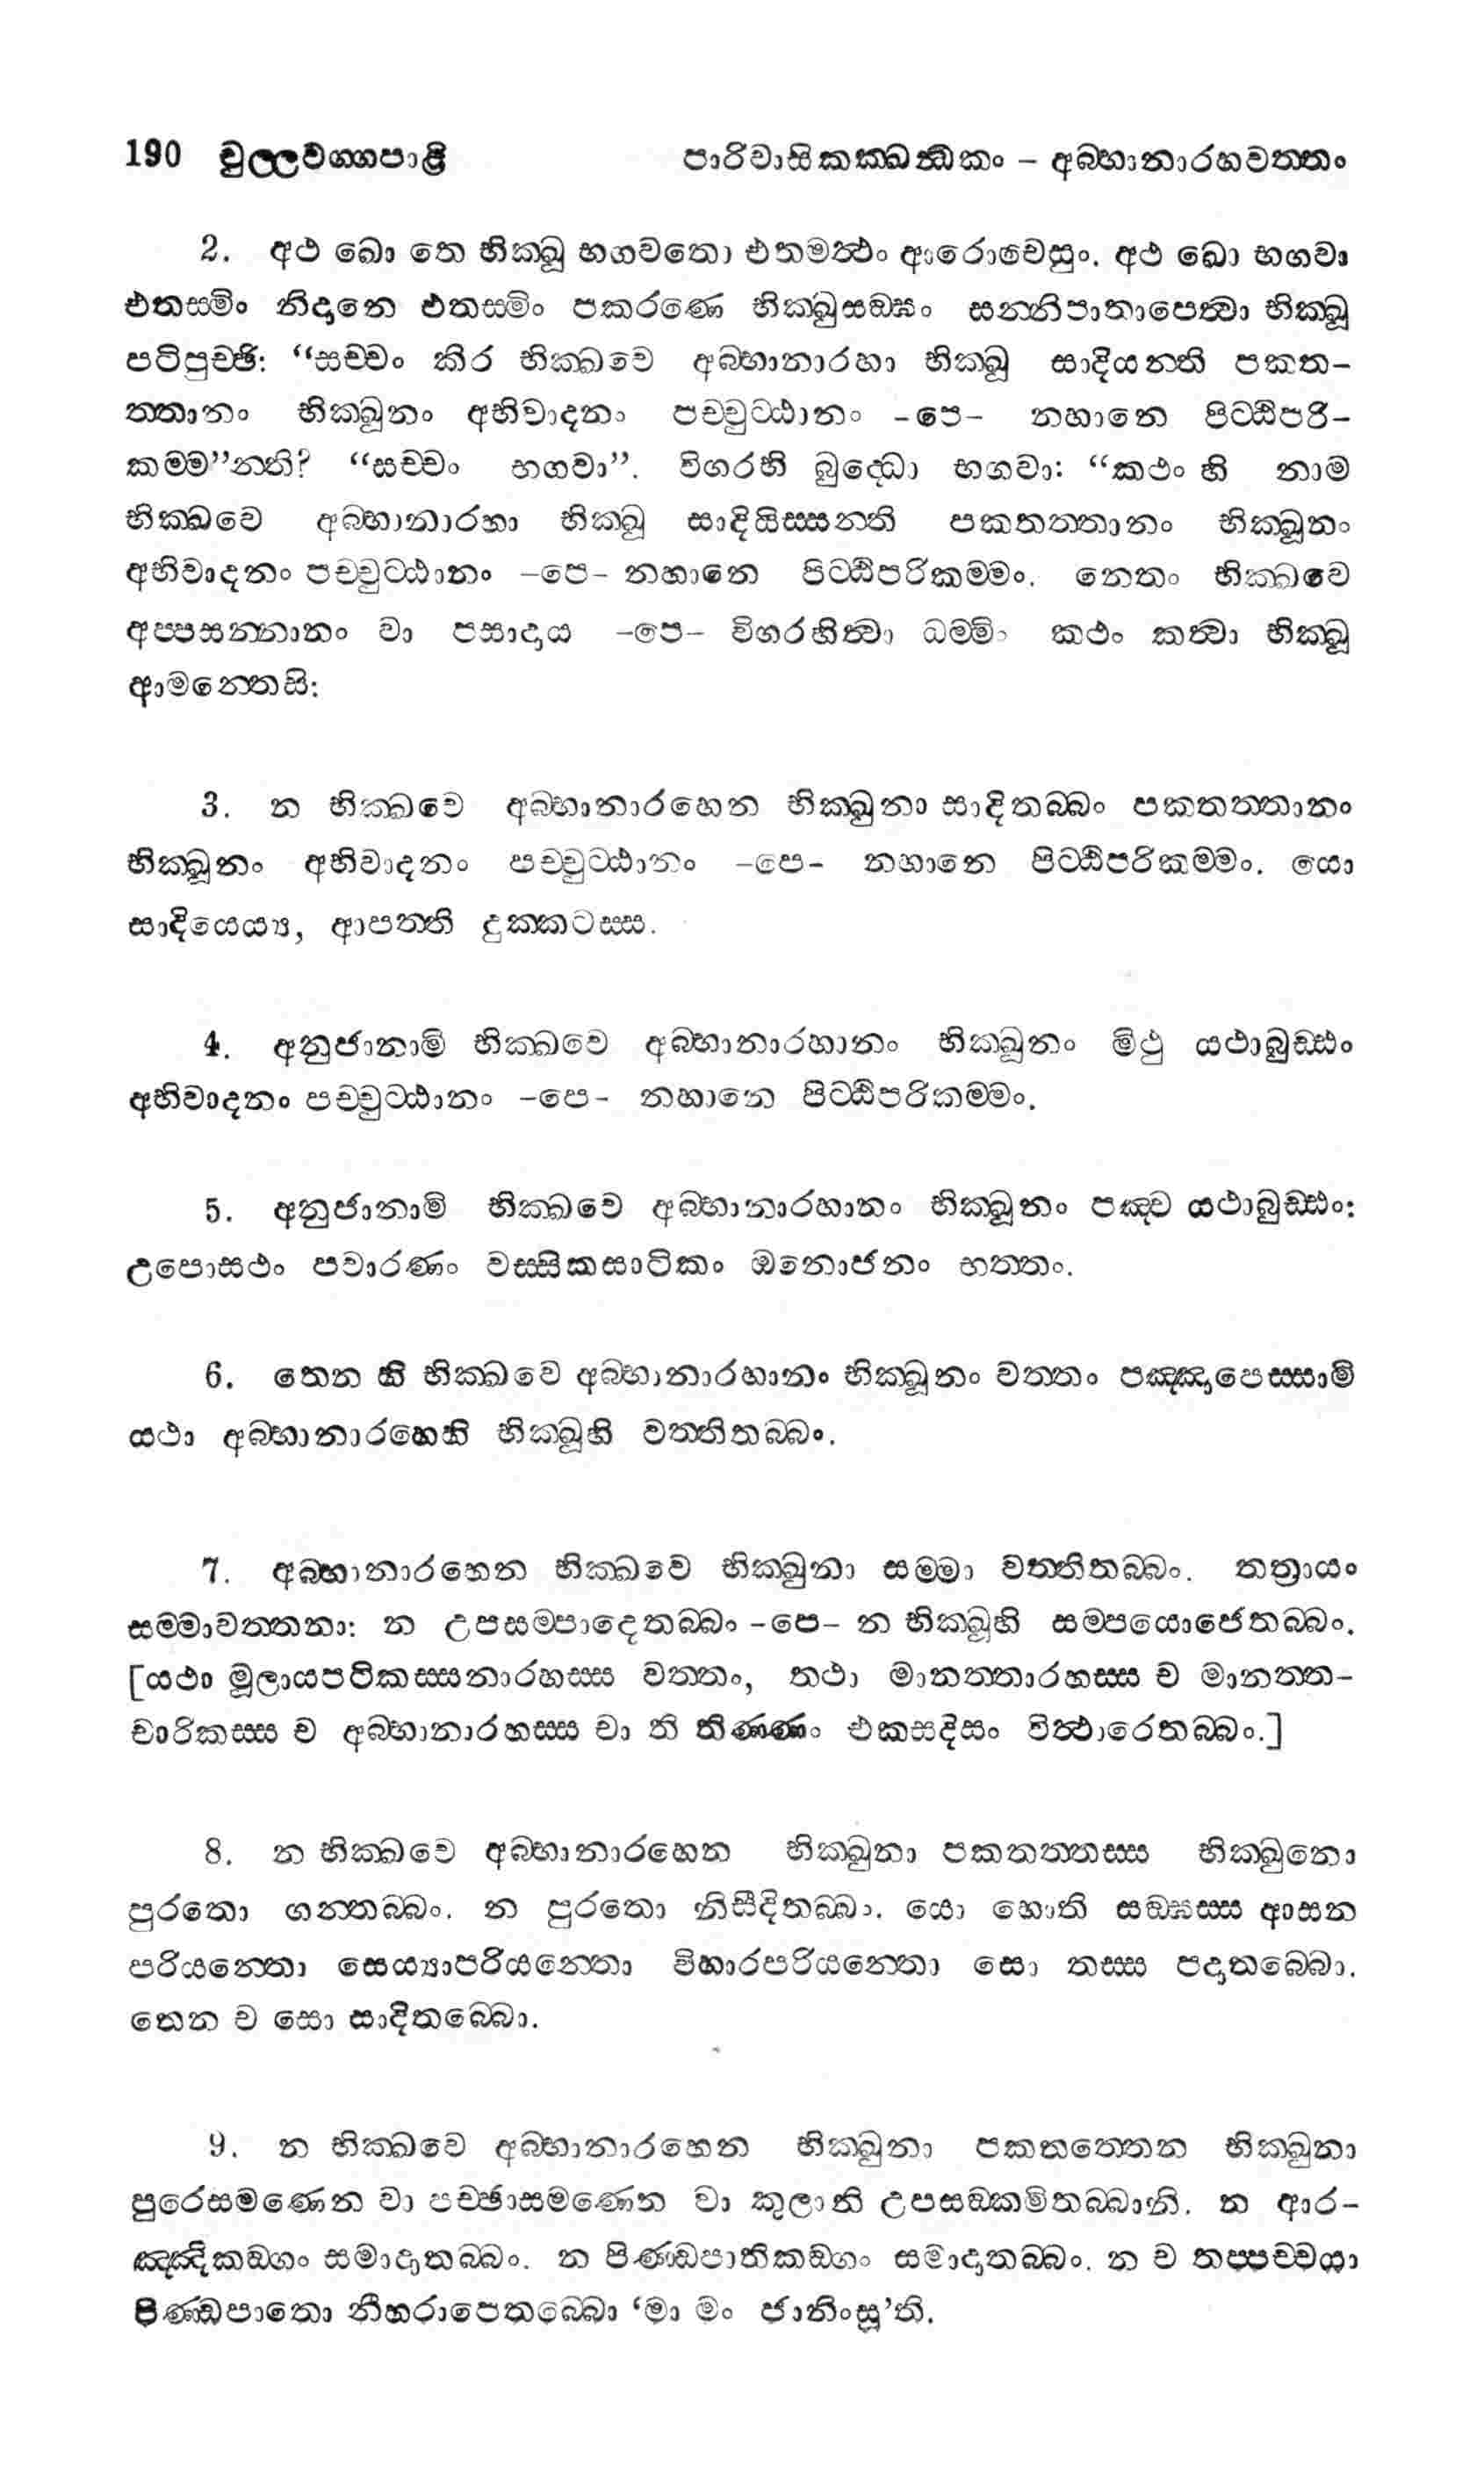 190 චුල්ලවග්ගපාළි පාරිවාසිකක්ඛන්ධකං – අබ්භානාරහවත්තං
2. අථ ඛො තෙ භික්ඛූ භගවතො එතමත්ථං ආරොචෙසුං. අථ ඛො භගවා
එතස්මිං නිදානෙ එතස්මිං පකරණෙ භික්ඛුසඞ්ඝං සන්නිපාතාපෙත්වා භික්ඛූ
පටිපුච්ඡි: “සච්චං කිර භික්ඛවෙ අබ්භානාරහා භික්ඛූ සාදියන්ති පකත-
ත්තානං භික්ඛූනං අභිවාදනං පච්චුට්ඨානං -පෙ- නහානෙ පිට්ඨිපරි-
කම්ම”න්ති? “සච්චං භගවා”. විගරහි බුද්ධො භගවා: “කථං හි නාම
භික්ඛවෙ අබ්භානාරහා භික්ඛූ සාදියිස්සන්ති පකතත්තානං භික්ඛූනං
අභිවාදනං පච්චුට්ඨානං -පෙ- නහානෙ පිට්ඨිපරිකම්මං. නෙතං භික්ඛවෙ
අප්පසන්නානං වා පසාදාය -පෙ- විගරහිත්වා ධම්මිං කථං කත්වා භික්ඛූ
ආමන්තෙසි:
3. න භික්ඛවෙ අබ්භානාරහෙන භික්ඛුනා සාදිතබ්බං පකතත්තානං
භික්ඛූනං අභිවාදනං පච්චුට්ඨානං -පෙ- නහානෙ පිට්ඨිපරිකම්මං. යො
සාදියෙය්‍ය, ආපත්ති දුක්කටස්ස.
4. අනුජානාමි භික්ඛවෙ අබ්භානාරහානං භික්ඛූනං මිථු යථාබුඩ්ඪං
අභිවාදනං පච්චුට්ඨානං -පෙ- නහානෙ පිට්ඨිපරිකම්මං.
5. අනුජානාමි භික්ඛවෙ අබ්භානාරහානං භික්ඛූනං පඤ්ච යථාබුඩ්ඪං:
උපොසථං පවාරණං වස්සිකසාටිකං ඔනොජනං භත්තං.
6. තෙන හි භික්ඛවෙ අබ්භානාරහානං භික්ඛූනං වත්තං පඤ්ඤාපෙස්සාමි
යථා අබ්භානාරහෙහි භික්ඛූහි වත්තිතබ්බං.
7. අබ්භානාරහෙන භික්ඛවෙ භික්ඛුනා සම්මා වත්තිතබ්බං. තත්‍රායං
සම්මාවත්තනා: න උපසම්පාදෙතබ්බං -පෙ- න භික්ඛූහි සම්පයොජෙතබ්බං.
[යථා මූලායපටිකස්සනාරහස්ස වත්තං, තථා මානත්තාරහස්ස ච මානත්ත-
චාරිකස්ස ච අබ්භානාරහස්ස චා ති තිණ්ණං එකසදිසං විත්ථාරෙතබ්බං.]
8. න භික්ඛවෙ අබ්භානාරහෙන භික්ඛුනා පකතත්තස්ස භික්ඛුනො
පුරතො ගන්තබ්බං. න පුරතො නිසීදිතබ්බං. යො හොති සඞ්ඝස්ස ආසන
පරියන්තො සෙය්‍යාපරියන්තො විහාරපරියන්තො සො තස්ස පදාතබ්බො.
තෙන ච සො සාදිතබ්බො.
9. න භික්ඛවෙ අබ්භානාරහෙන භික්ඛුනා පකතත්තෙන භික්ඛුනා
පුරෙසමණෙන වා පච්ඡාසමණෙන වා කුලානි උපසඞ්කමිතබ්බානි. න ආර-
ඤ්ඤිකඞ්ගං සමාදාතබ්බං. න පිණ්ඩපාතිකඞ්ගං සමාදාතබ්බං. න ච තප්පච්චයා
පිණ්ඩපාතො නීහරාපෙතබ්බො ‘මා මං ජානිංසූ’ති.